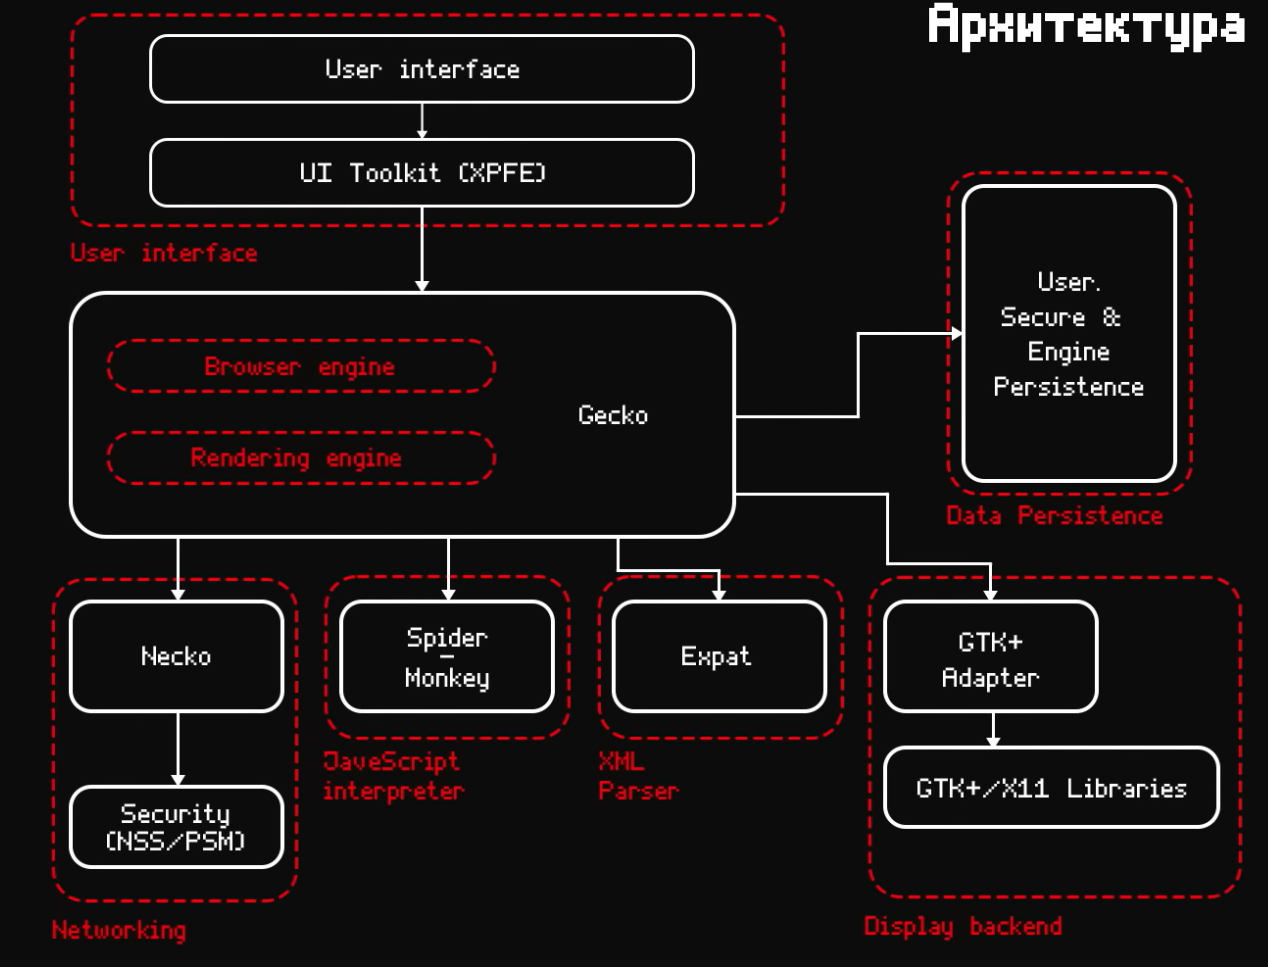 Архитектура
User interface
UI Toolkit (XPFE)
User interface
User.
Secure &
Engine
Persistence
Data Persistence
Browser engine
Rendering engine
Gecko
Necko
Security
(NSS/PSM)
Networking
Spider
-
Monkey
JaveScript
interpreter
Expat
XML
Parser
GTK+
Adapter
GTK+/X11 Libraries
Display backend